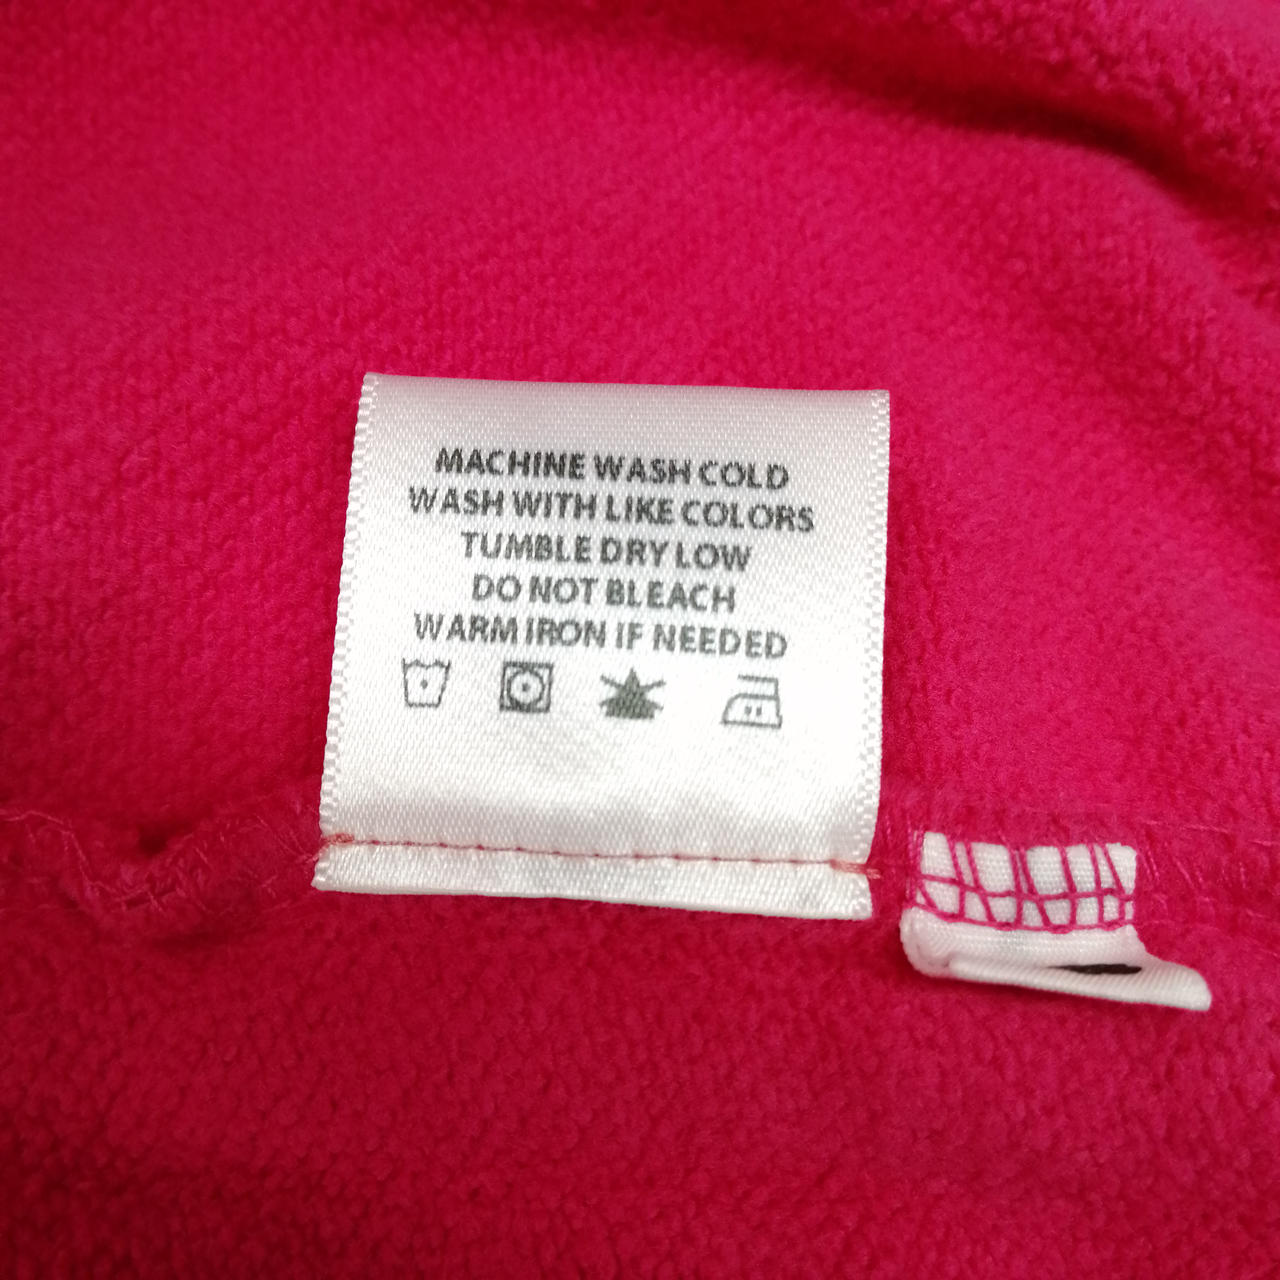 MACHINE WASH COLD
WASH WITH LIKE COLORS
TUMBLE DRY LOW
DO NOT BLEACH
WARM IRON IF NEEDED